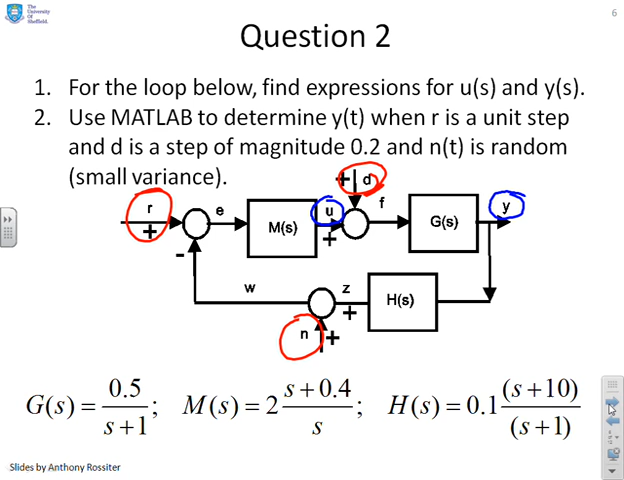 The
University
Of
Sheffield.
6
Question 2
1. For the loop below, find expressions for u(s) and y(s).
2. Use MATLAB to determine y(t) when r is a unit step
and d is a step of magnitude 0.2 and n(t) is random
(small variance).
+ d
r
e
M(s)
u
f
G(s)
y
+
+
-
w
z
H(s)
+
n
+
G(s) = 0.5/(s+1); M(s) = 2 (s+0.4)/s; H(s) = 0.1 (s+10)/(s+1)
Slides by Anthony Rossiter